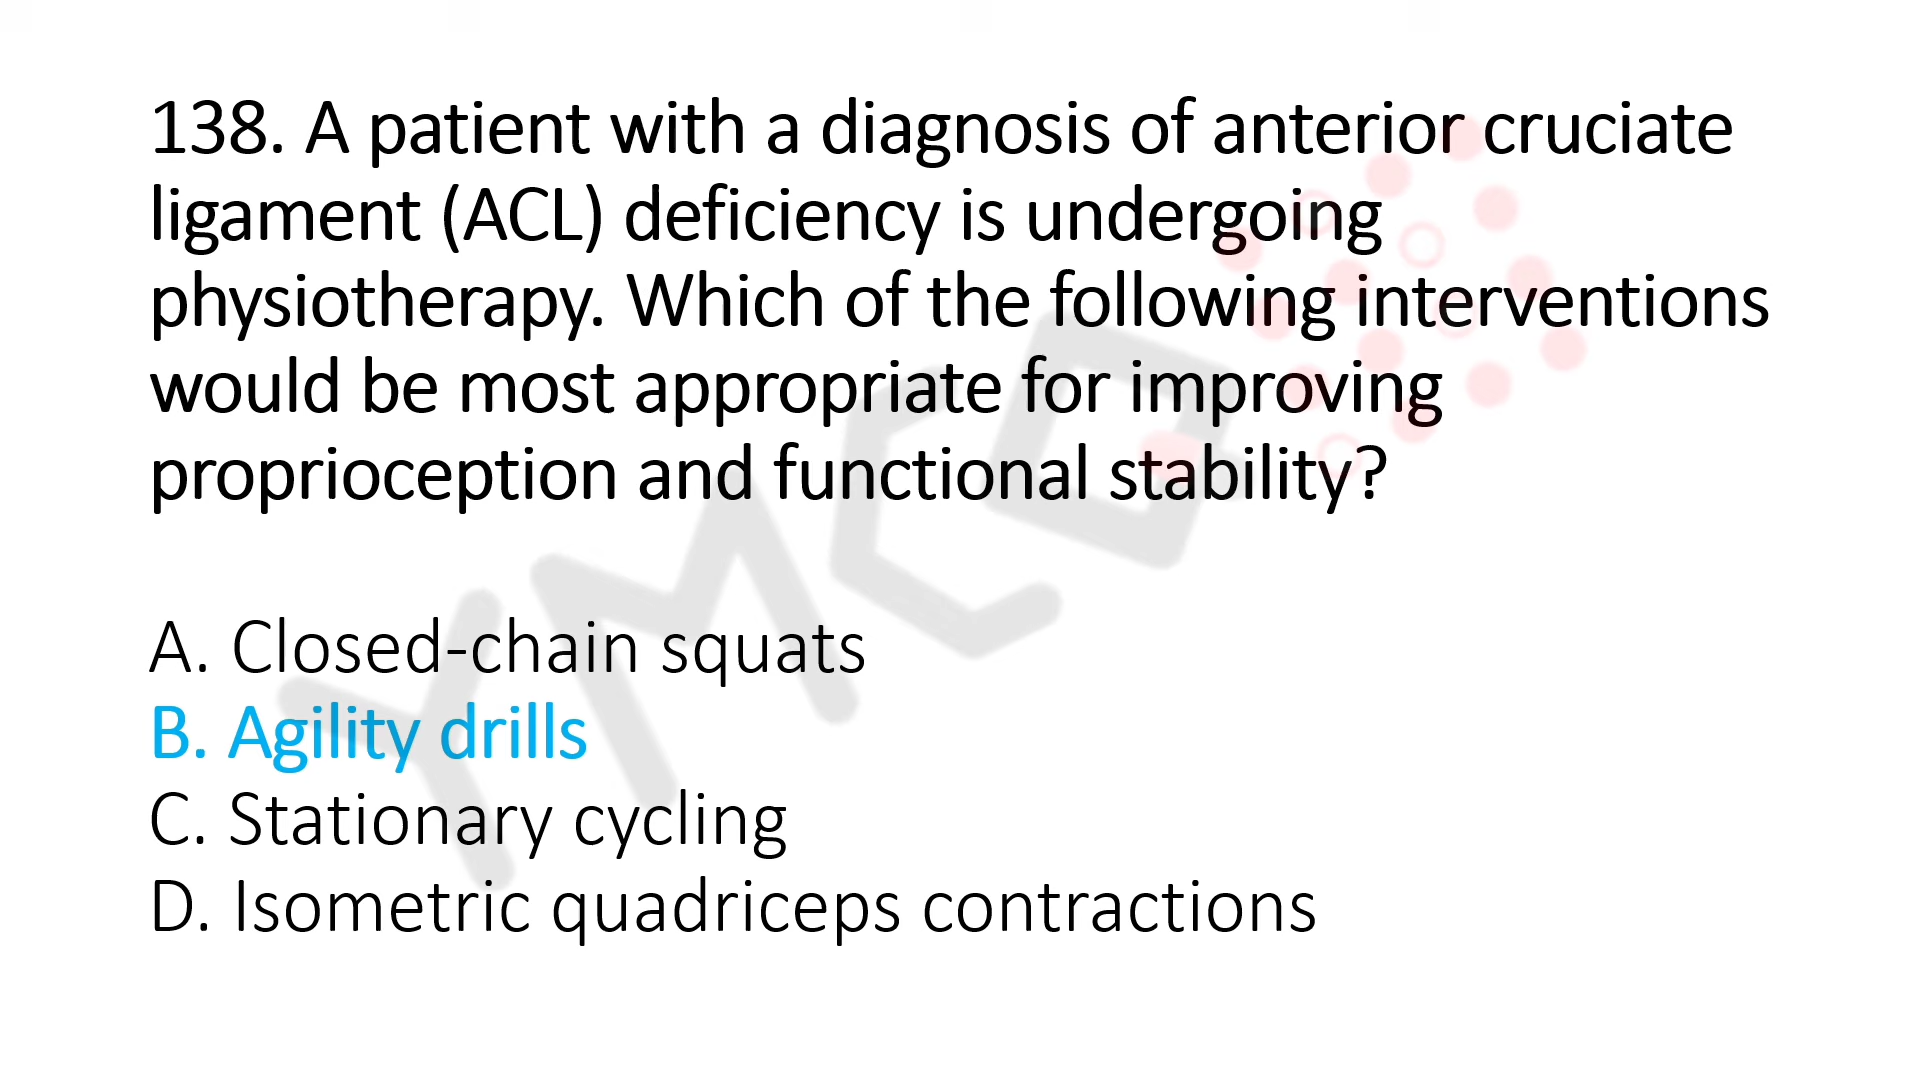 138. A patient with a diagnosis of anterior cruciate
ligament (ACL) deficiency is undergoing
physiotherapy. Which of the following interventions
would be most appropriate for improving
proprioception and functional stability?
A. Closed-chain squats
B. Agility drills
C. Stationary cycling
D. Isometric quadriceps contractions
YMCQ